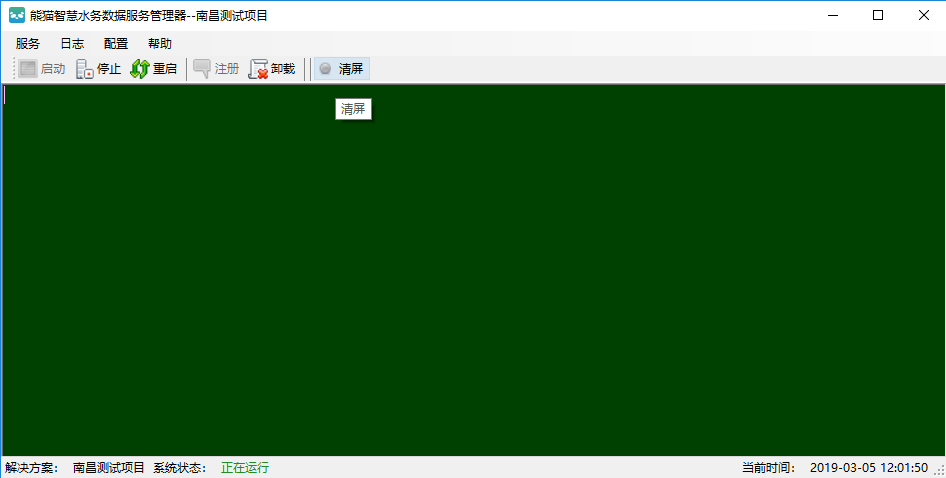 熊猫智慧水务数据服务管理器--南昌测试项目
服务 日志 配置 帮助
启动 停止 重启 注册 卸载 清屏
清屏
解决方案： 南昌测试项目 系统状态： 正在运行 当前时间： 2019-03-05 12:01:50